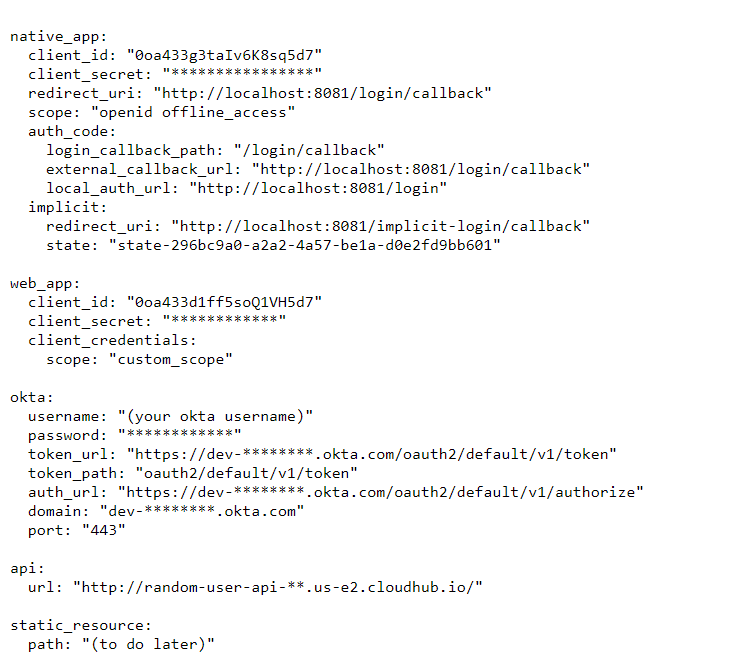 native_app:
  client_id: "0oa433g3taIv6K8sq5d7"
  client_secret: "****************"
  redirect_uri: "http://localhost:8081/login/callback"
  scope: "openid offline_access"
  auth_code:
    login_callback_path: "/login/callback"
    external_callback_url: "http://localhost:8081/login/callback"
    local_auth_url: "http://localhost:8081/login"
  implicit:
    redirect_uri: "http://localhost:8081/implicit-login/callback"
    state: "state-296bc9a0-a2a2-4a57-be1a-d0e2fd9bb601"

web_app:
  client_id: "0oa433d1ff5soQ1VH5d7"
  client_secret: "************"
  client_credentials:
    scope: "custom_scope"

okta:
  username: "(your okta username)"
  password: "************"
  token_url: "https://dev-********.okta.com/oauth2/default/v1/token"
  token_path: "oauth2/default/v1/token"
  auth_url: "https://dev-********.okta.com/oauth2/default/v1/authorize"
  domain: "dev-********.okta.com"
  port: "443"

api:
  url: "http://random-user-api-**.us-e2.cloudhub.io/"

static_resource:
  path: "(to do later)"